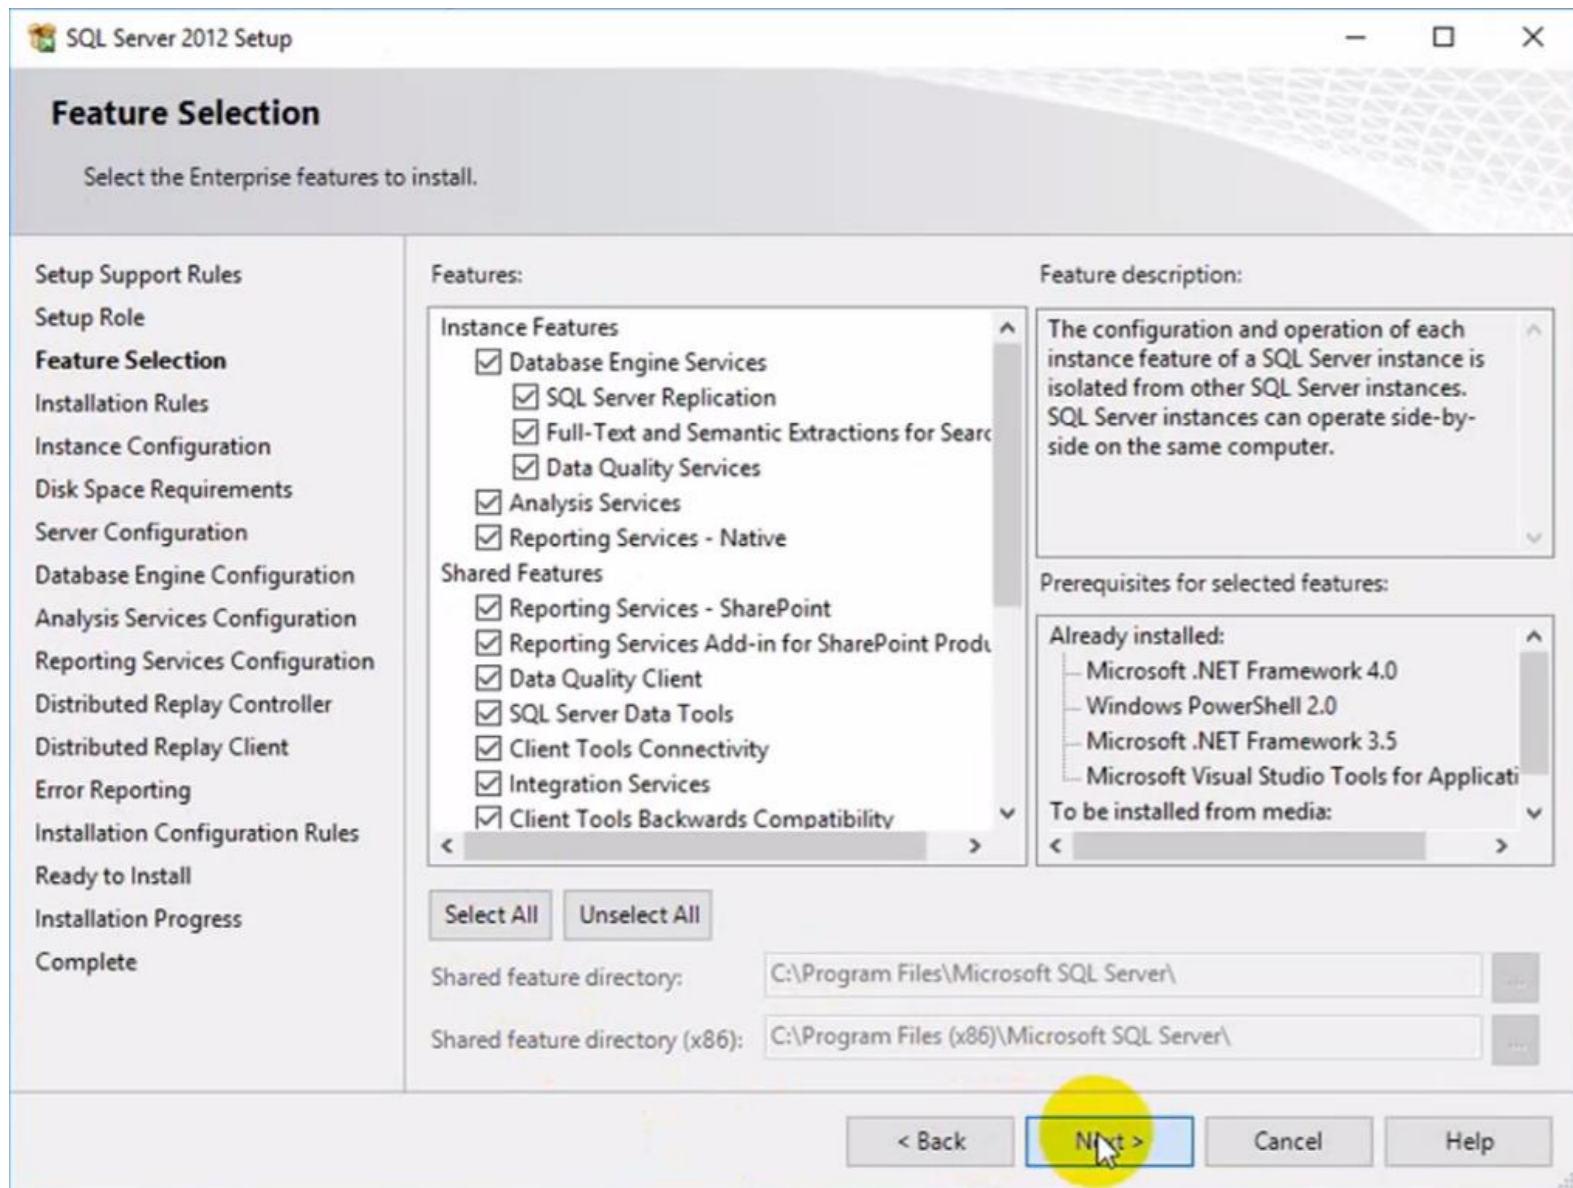 SQL Server 2012 Setup
Feature Selection
Select the Enterprise features to install.
Setup Support Rules
Setup Role
Feature Selection
Installation Rules
Instance Configuration
Disk Space Requirements
Server Configuration
Database Engine Configuration
Analysis Services Configuration
Reporting Services Configuration
Distributed Replay Controller
Distributed Replay Client
Error Reporting
Installation Configuration Rules
Ready to Install
Installation Progress
Complete
Features:
Instance Features
Database Engine Services
SQL Server Replication
Full-Text and Semantic Extractions for Searc
Data Quality Services
Analysis Services
Reporting Services - Native
Shared Features
Reporting Services - SharePoint
Reporting Services Add-in for SharePoint Produ
Data Quality Client
SQL Server Data Tools
Client Tools Connectivity
Integration Services
Client Tools Backwards Compatibility
Feature description:
The configuration and operation of each
instance feature of a SQL Server instance is
isolated from other SQL Server instances.
SQL Server instances can operate side-by-
side on the same computer.
Prerequisites for selected features:
Already installed:
Microsoft .NET Framework 4.0
Windows PowerShell 2.0
Microsoft .NET Framework 3.5
Microsoft Visual Studio Tools for Applicati
To be installed from media:
Select All
Unselect All
Shared feature directory:
C:\Program Files\Microsoft SQL Server\
...
Shared feature directory (x86):
C:\Program Files (x86)\Microsoft SQL Server\
...
< Back
Next >
Cancel
Help